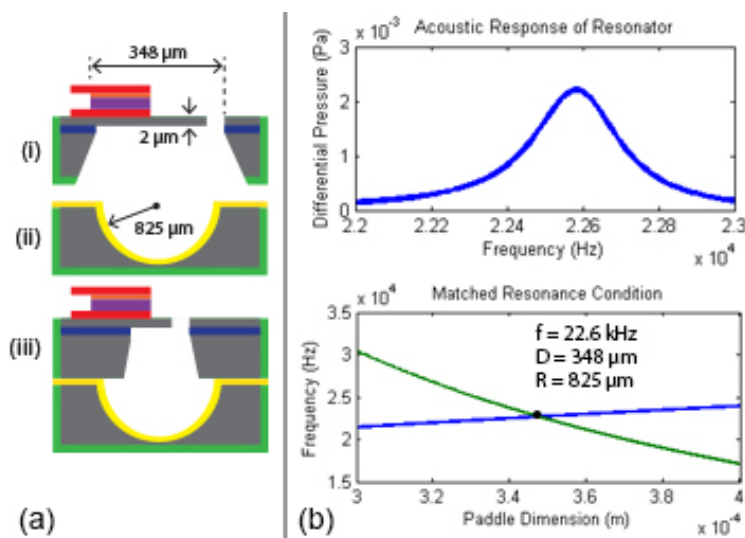 348 µm
(i)
2 µm
(ii)
825 µm
(iii)
(a)
Acoustic Response of Resonator
x 10⁻³
Differential Pressure (Pa)
3
2
1
0
2.2 2.22 2.24 2.26 2.28 2.3
Frequency (Hz)
x 10⁴
x 10⁴
Matched Resonance Condition
Frequency (Hz)
3.5
3
2.5
2
1.5
f = 22.6 kHz
D = 348 µm
R = 825 µm
3 3.2 3.4 3.6 3.8 4
Paddle Dimension (m)
x 10⁻⁴
(b)